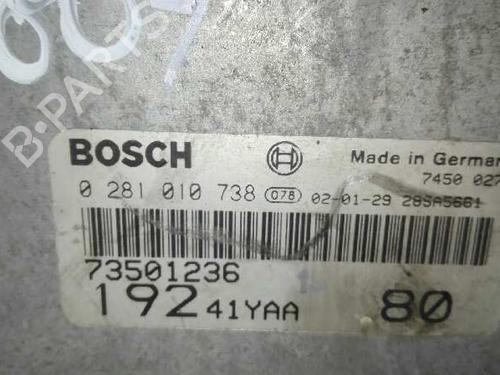 B-PARTS
BOSCH
Made in German
7450 027
0 281 010 738 078 02-01-29 28SA5661
73501236
192 41YAA 80